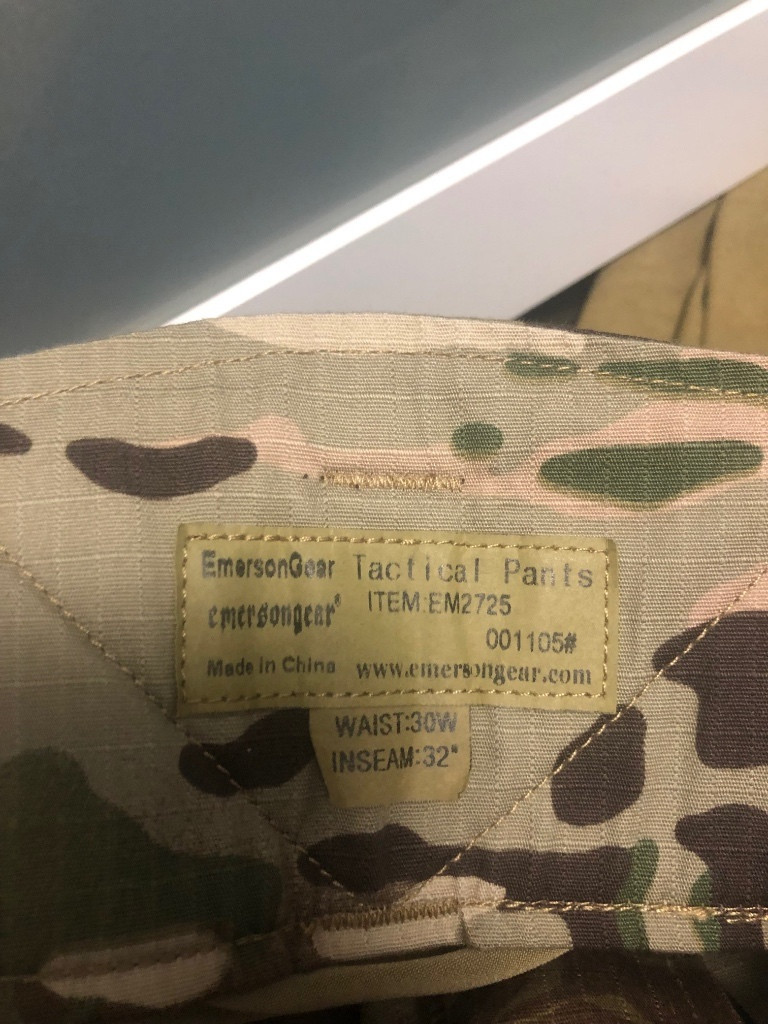 EmersonGear Tactical Pants
emersongear® ITEM:EM2725
001105#
Made in China www.emersongear.com
WAIST:30W
INSEAM:32"